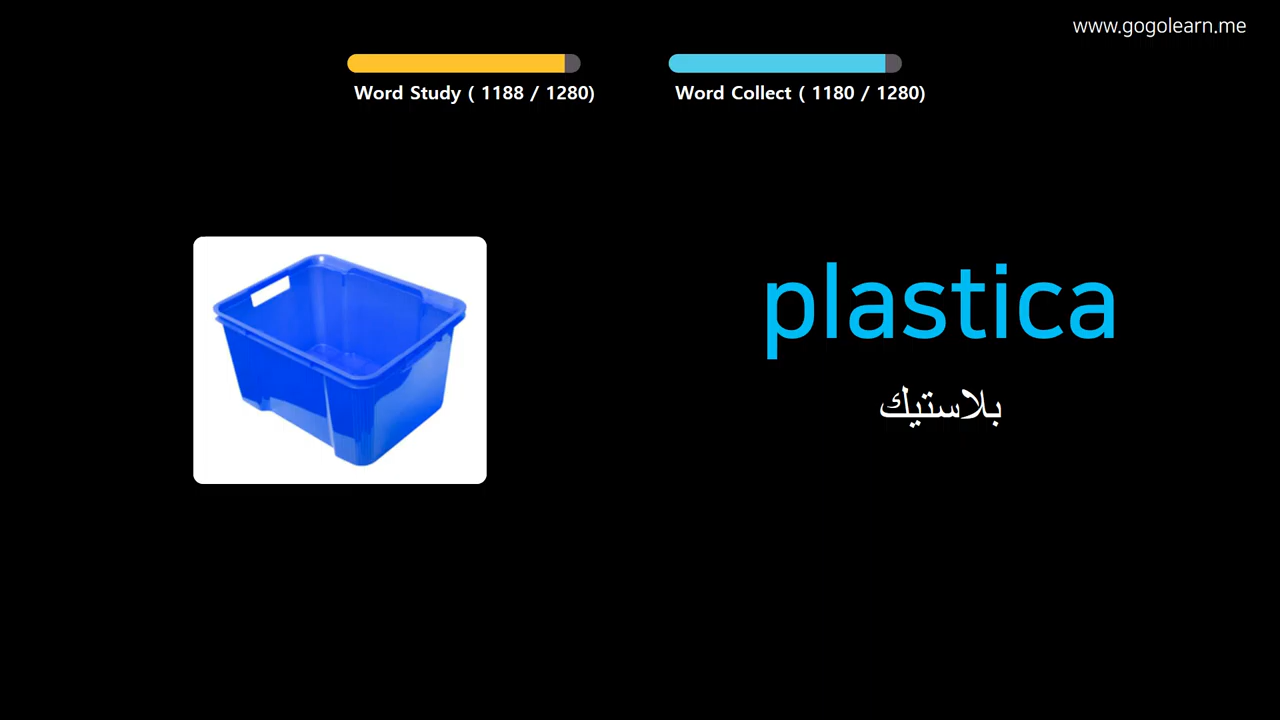 www.gogolearn.me
Word Study ( 1188 / 1280)
Word Collect ( 1180 / 1280)
plastica
بلاستيك